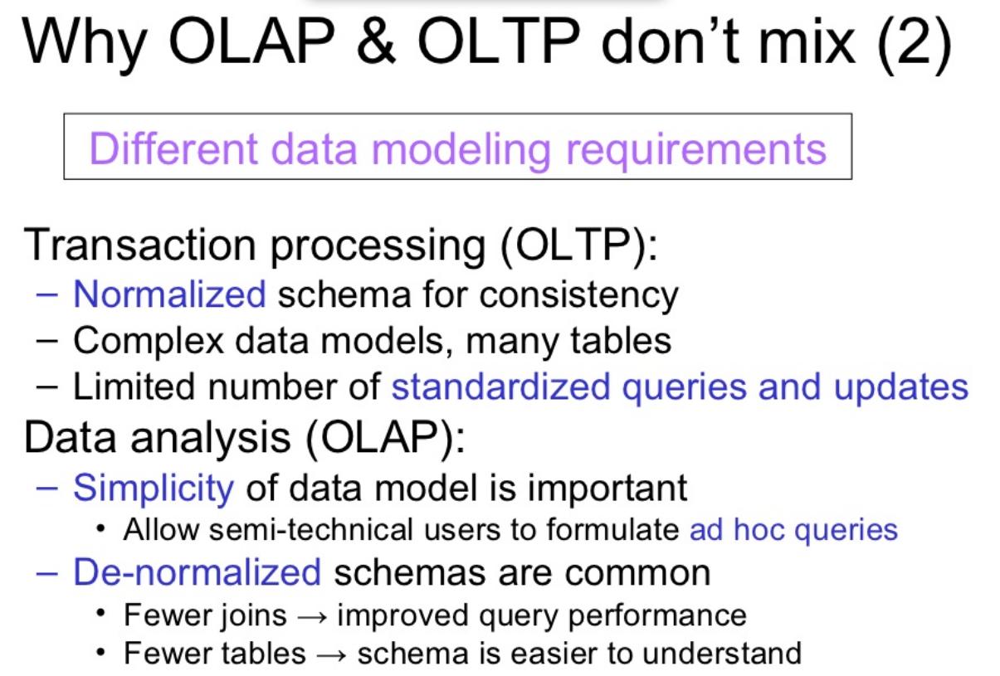 Why OLAP & OLTP don’t mix (2)
Different data modeling requirements
Transaction processing (OLTP):
– Normalized schema for consistency
– Complex data models, many tables
– Limited number of standardized queries and updates
Data analysis (OLAP):
– Simplicity of data model is important
• Allow semi-technical users to formulate ad hoc queries
– De-normalized schemas are common
• Fewer joins → improved query performance
• Fewer tables → schema is easier to understand